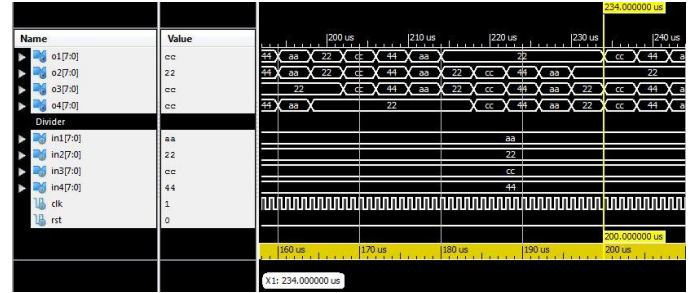 234.000000 us
Name Value
200 us 210 us 220 us 230 us 240 us
o1[7:0] cc 44 aa 22 cc 44 aa 22 cc 44 a
o2[7:0] 22 44 aa 22 cc 44 aa 22 cc 44 aa 22
o3[7:0] cc 22 cc 44 aa 22 cc 44 aa 22 cc 44 a
o4[7:0] cc 44 aa 22 cc 44 aa 22 cc 44 a
Divider
in1[7:0] aa aa
in2[7:0] 22 22
in3[7:0] cc cc
in4[7:0] 44 44
clk 1
rst 0
200.000000 us
160 us 170 us 180 us 190 us 200 us
X1: 234.000000 us